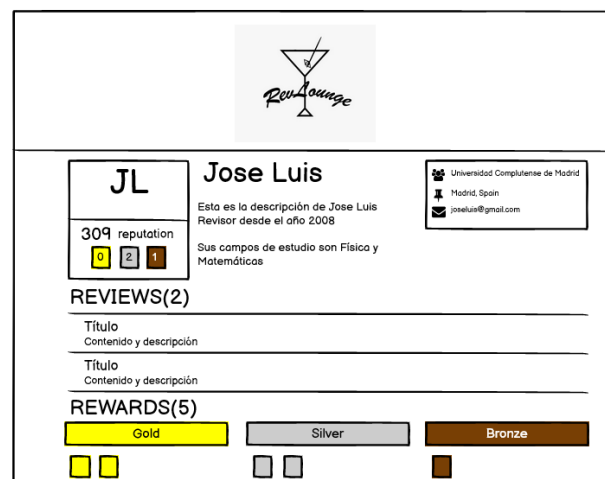 RevLounge
JL
309 reputation
0 2 1
Jose Luis
Esta es la descripción de Jose Luis
Revisor desde el año 2008
Sus campos de estudio son Física y
Matemáticas
Universidad Complutense de Madrid
Madrid, Spain
joseluis@gmail.com
REVIEWS(2)
Título
Contenido y descripción
Título
Contenido y descripción
REWARDS(5)
Gold Silver Bronze